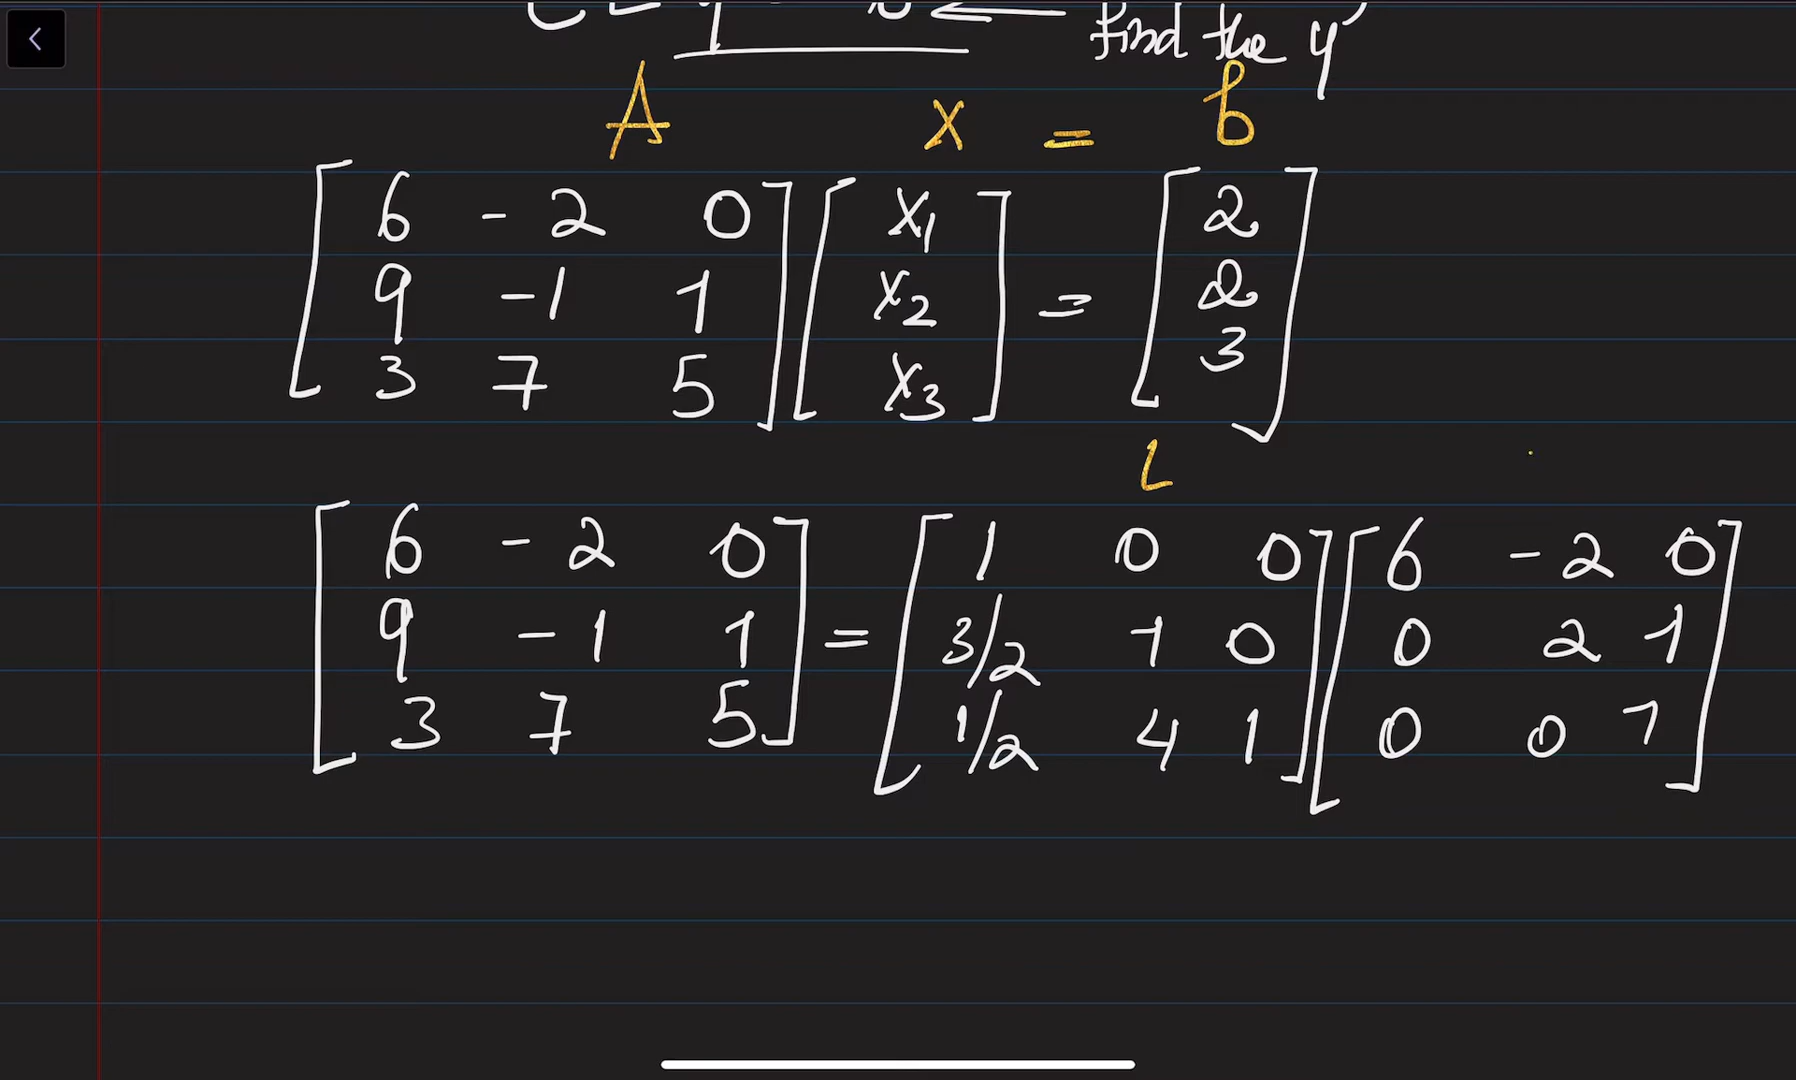 find the y
A x = b
[ 6 -2 0 ] [ x1 ] [ 2 ]
[ 9 -1 1 ] [ x2 ] = [ 2 ]
[ 3 7 5 ] [ x3 ] [ 3 ]
L
[ 6 -2 0 ] [ 1 0 0 ] [ 6 -2 0 ]
[ 9 -1 1 ] = [ 3/2 1 0 ] [ 0 2 1 ]
[ 3 7 5 ] [ 1/2 4 1 ] [ 0 0 1 ]